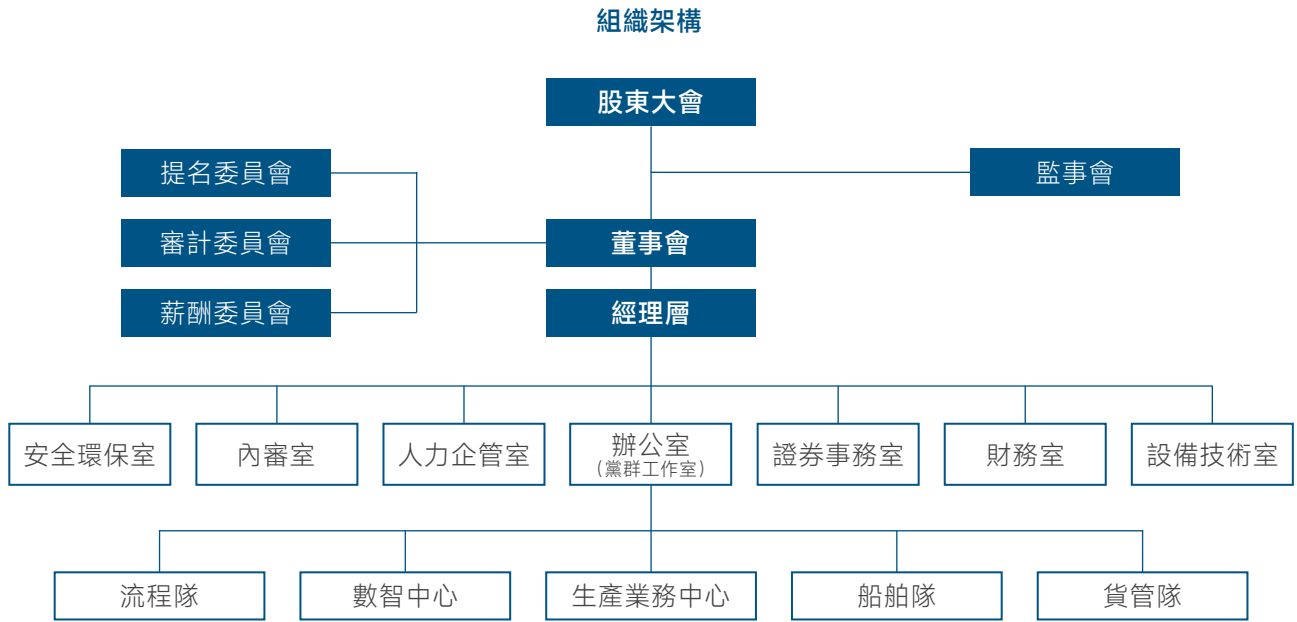 組織架構
股東大會
提名委員會
監事會
審計委員會
董事會
薪酬委員會
經理層
安全環保室
內審室
人力企管室
辦公室
（黨群工作室）
證券事務室
財務室
設備技術室
流程隊
數智中心
生產業務中心
船舶隊
貨管隊